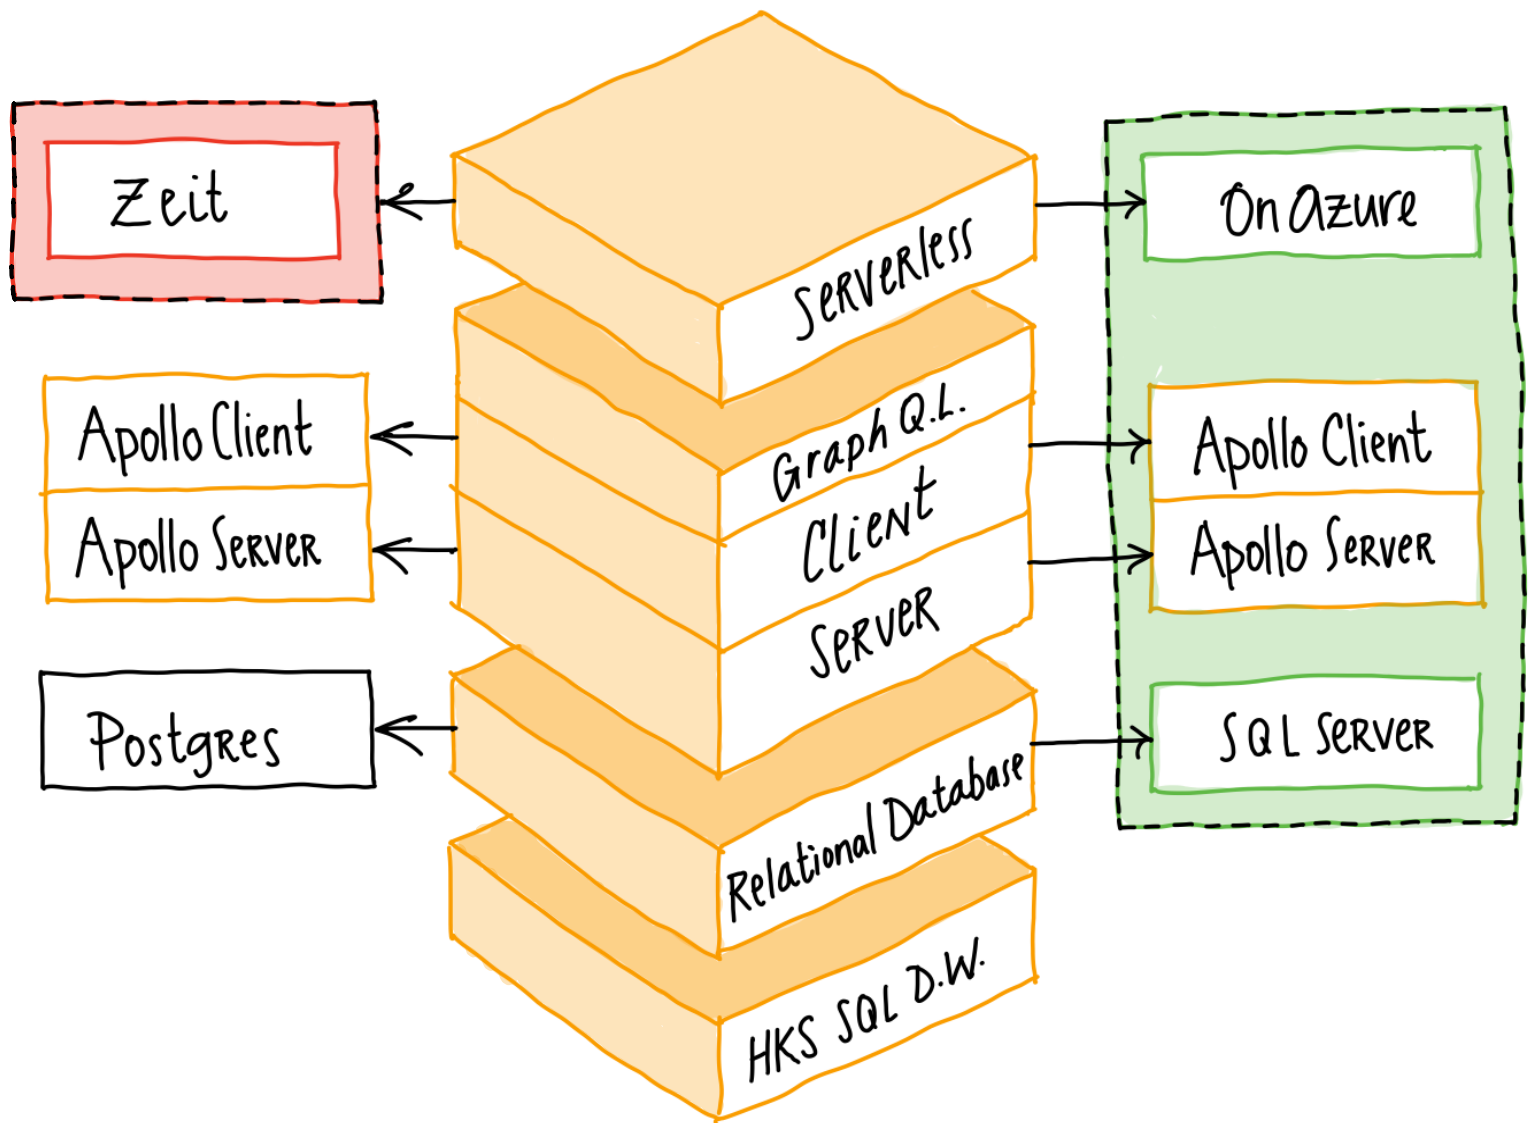 Zeit
Apollo Client
Apollo Server
Postgres
Serverless
Graph Q.L.
Client
Server
Relational Database
HKS SQL D.W.
On Azure
Apollo Client
Apollo Server
SQL Server